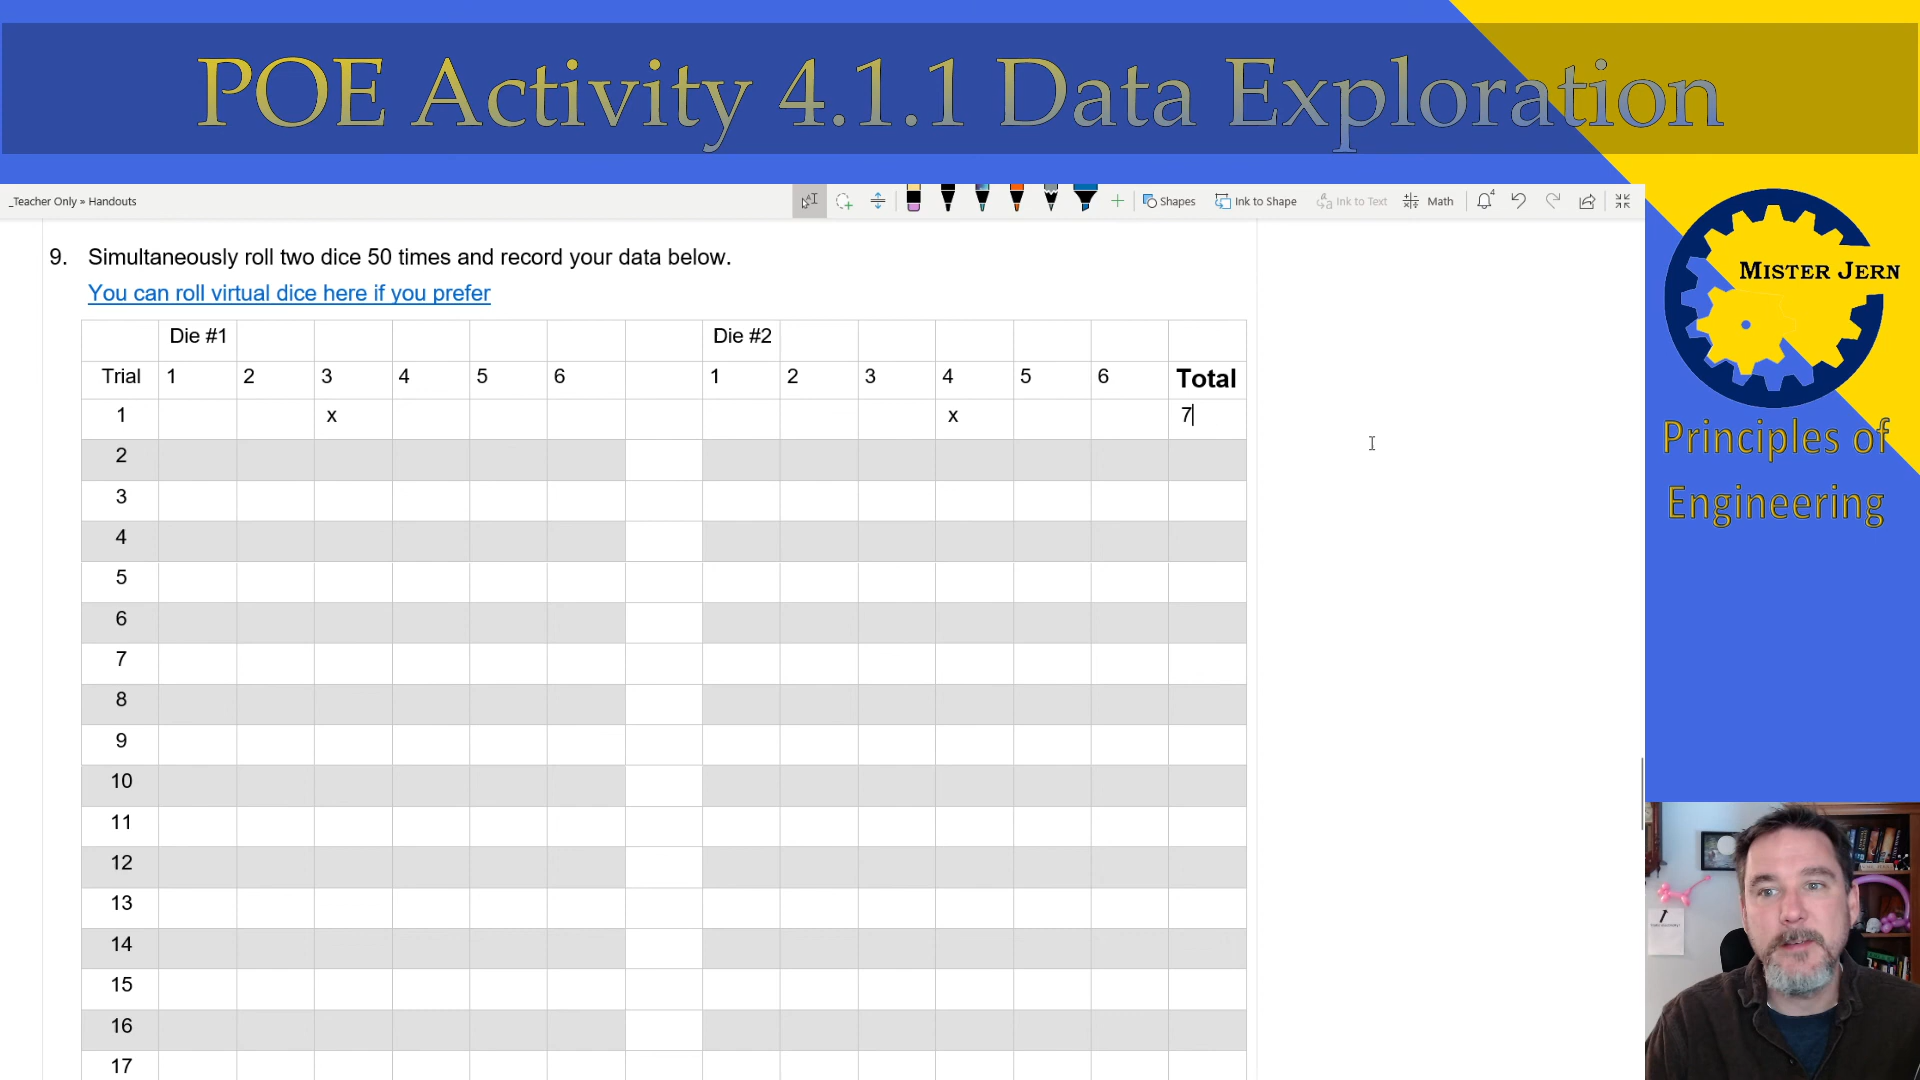 POE Activity 4.1.1 Data Exploration
_Teacher Only » Handouts
Shapes
Ink to Shape
Ink to Text
Math
4
9. Simultaneously roll two dice 50 times and record your data below.
You can roll virtual dice here if you prefer
Die #1 Die #2
Trial 1 2 3 4 5 6 1 2 3 4 5 6 Total
1 x x 7
2
3
4
5
6
7
8
9
10
11
12
13
14
15
16
17
MISTER JERN
Principles of
Engineering